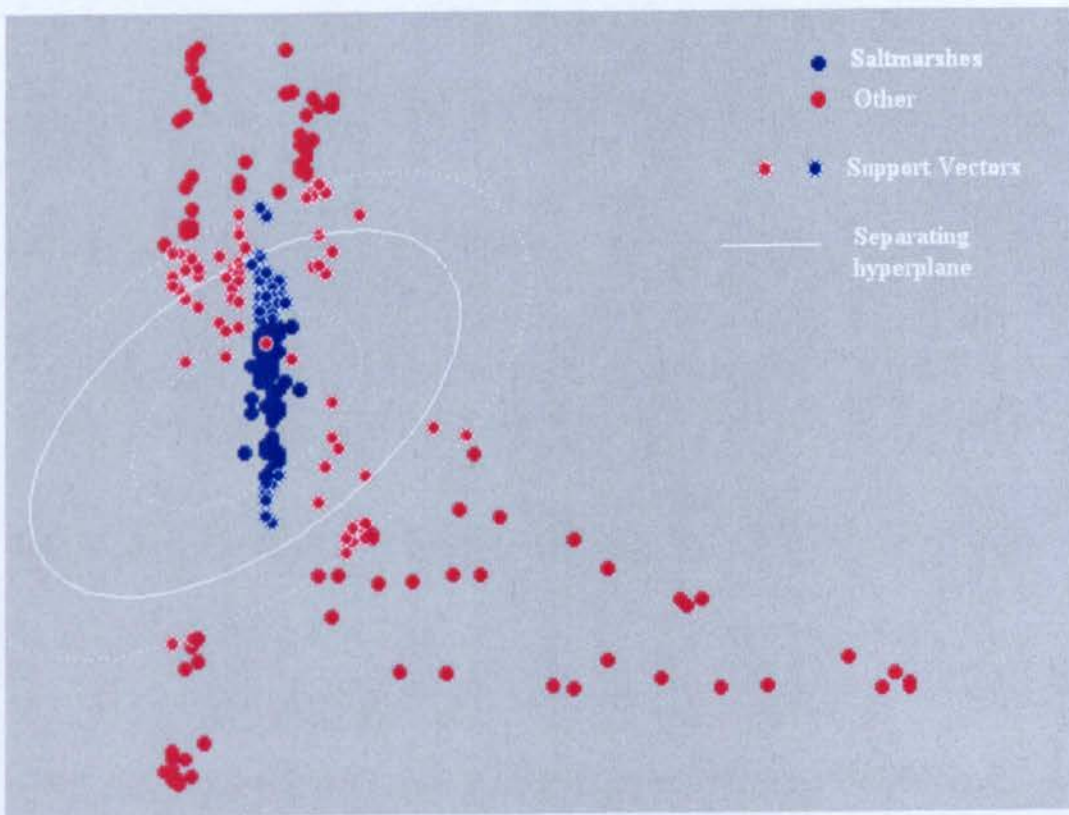 Saltmarshes
Other
Support Vectors
Separating
hyperplane